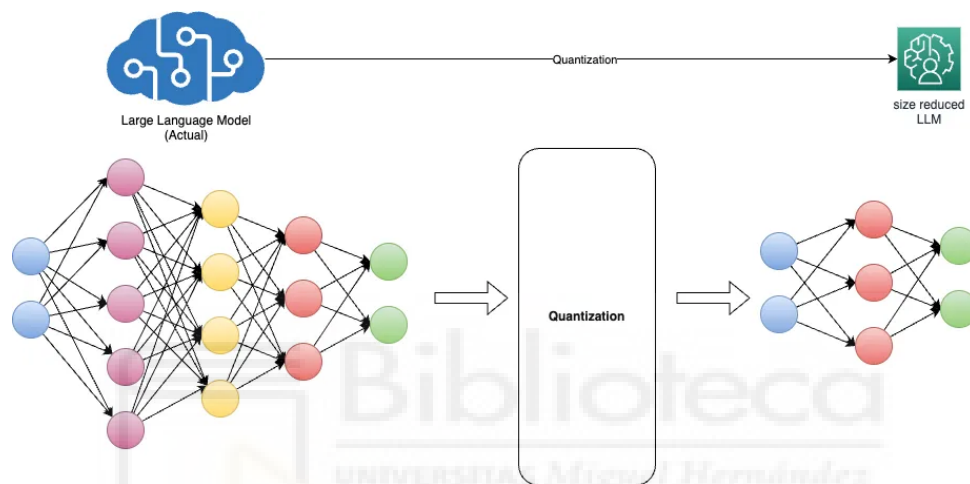 Quantization
Large Language Model
(Actual)
size reduced
LLM
Quantization
Biblioteca
UNIVERSITAS Miguel Hernández